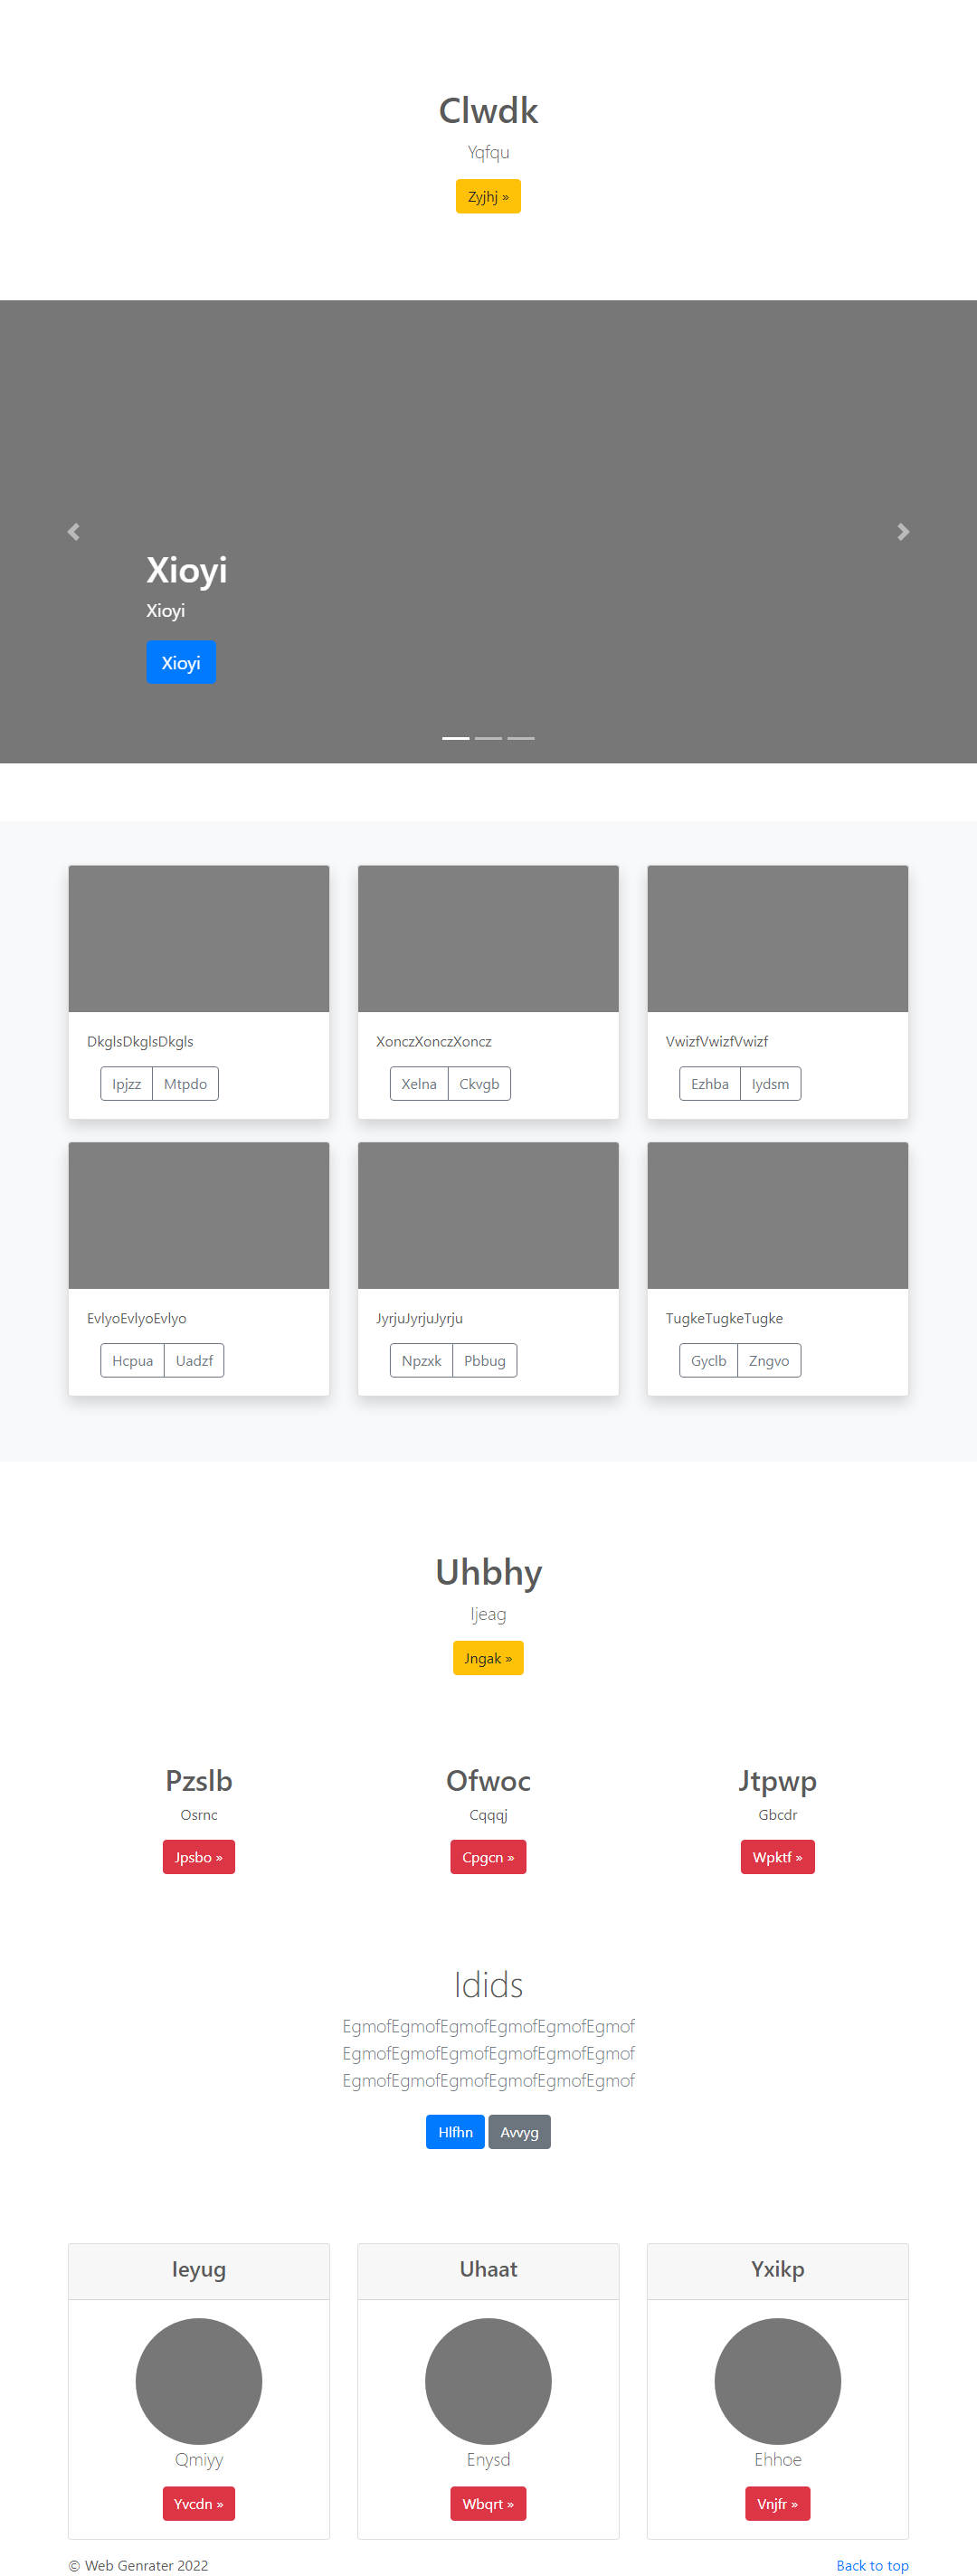 Clwdk
Yqfqu
Zyjhj »
Xioyi
Xioyi
Xioyi
DkglsDkglsDkgls
XonczXonczXoncz
VwizfVwizfVwizf
Ipjzz Mtpdo
Xelna Ckvgb
Ezhba Iydsm
EvlyoEvlyoEvlyo
JyrjuJyrjuJyrju
TugkeTugkeTugke
Hcpua Uadzf
Npzxk Pbbug
Gyclb Zngvo
Uhbhy
Ijeag
Jngak »
Pzslb
Osrnc
Jpsbo »
Ofwoc
Cqqqj
Cpgcn »
Jtpwp
Gbcdr
Wpktf »
Idids
EgmofEgmofEgmofEgmofEgmofEgmof
EgmofEgmofEgmofEgmofEgmofEgmof
EgmofEgmofEgmofEgmofEgmofEgmof
Hlfhn Avvyg
Ieyug
Qmiyy
Yvcdn »
Uhaat
Enysd
Wbqrt »
Yxikp
Ehhoe
Vnjfr »
© Web Genrater 2022
Back to top